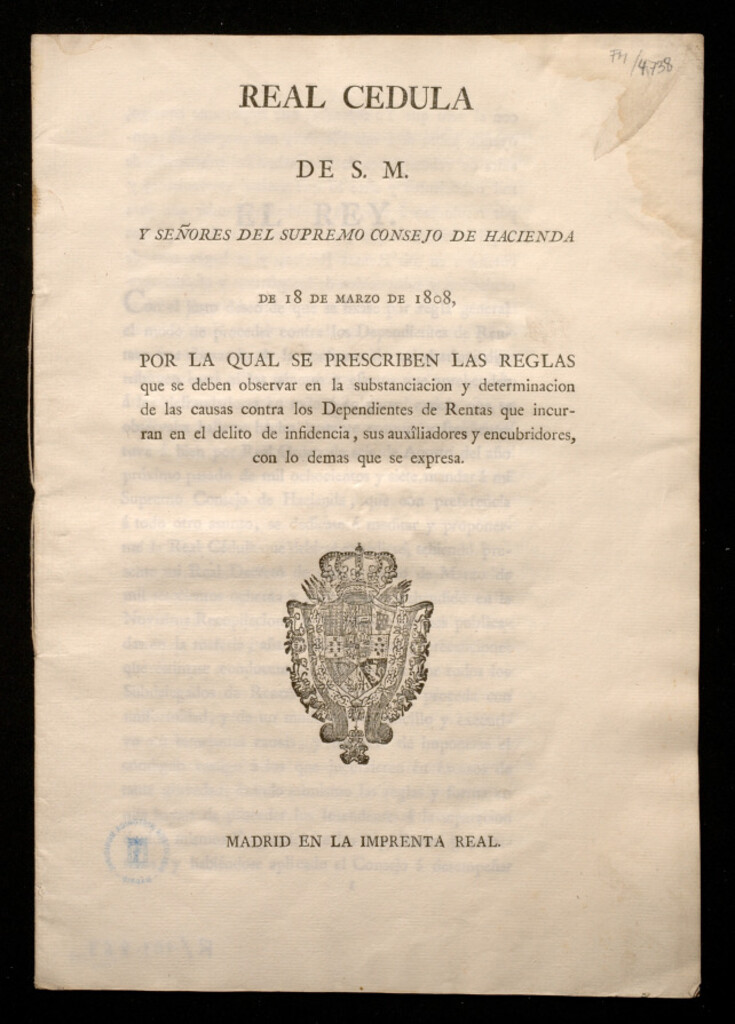 REAL CEDULA
DE S. M.
Y SEÑORES DEL SUPREMO CONSEJO DE HACIENDA
DE 18 DE MARZO DE 1808,
POR LA QUAL SE PRESCRIBEN LAS REGLAS
que se deben observar en la substanciacion y determinacion
de las causas contra los Dependientes de Rentas que incur-
ran en el delito de infidencia, sus auxîliadores y encubridores,
con lo demas que se expresa.
MADRID EN LA IMPRENTA REAL.